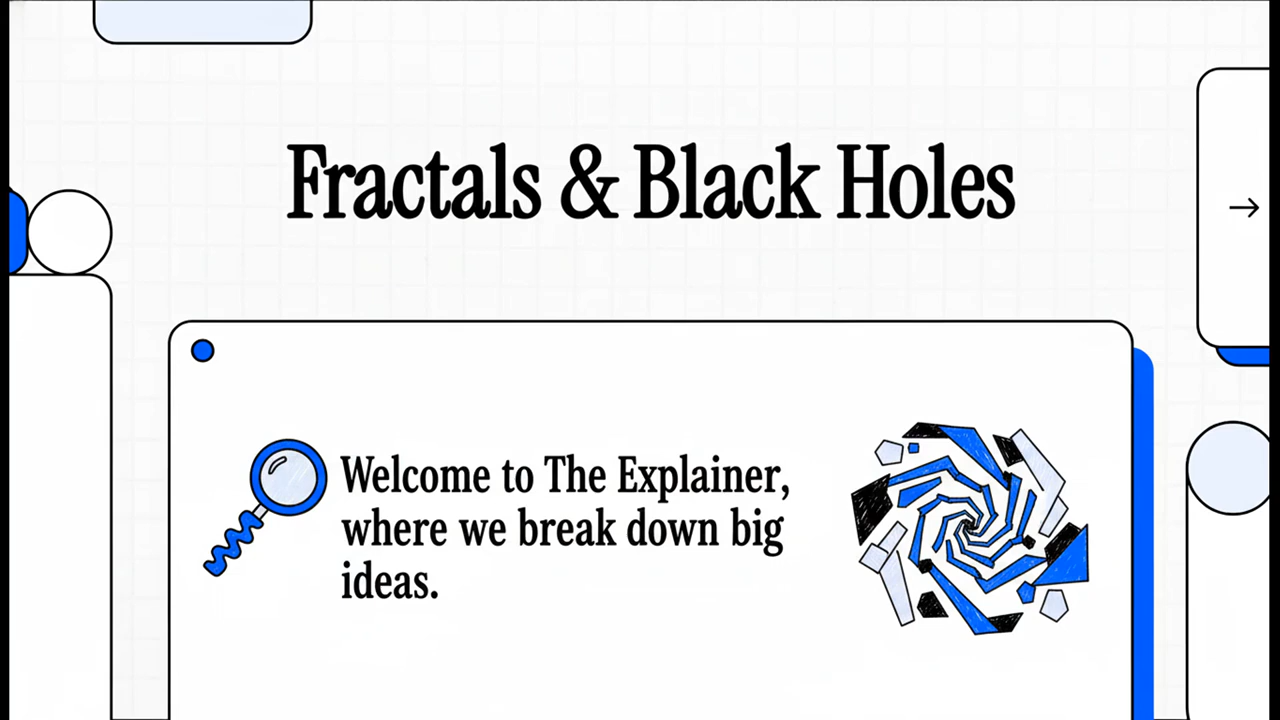 Fractals & Black Holes
Welcome to The Explainer,
where we break down big
ideas.